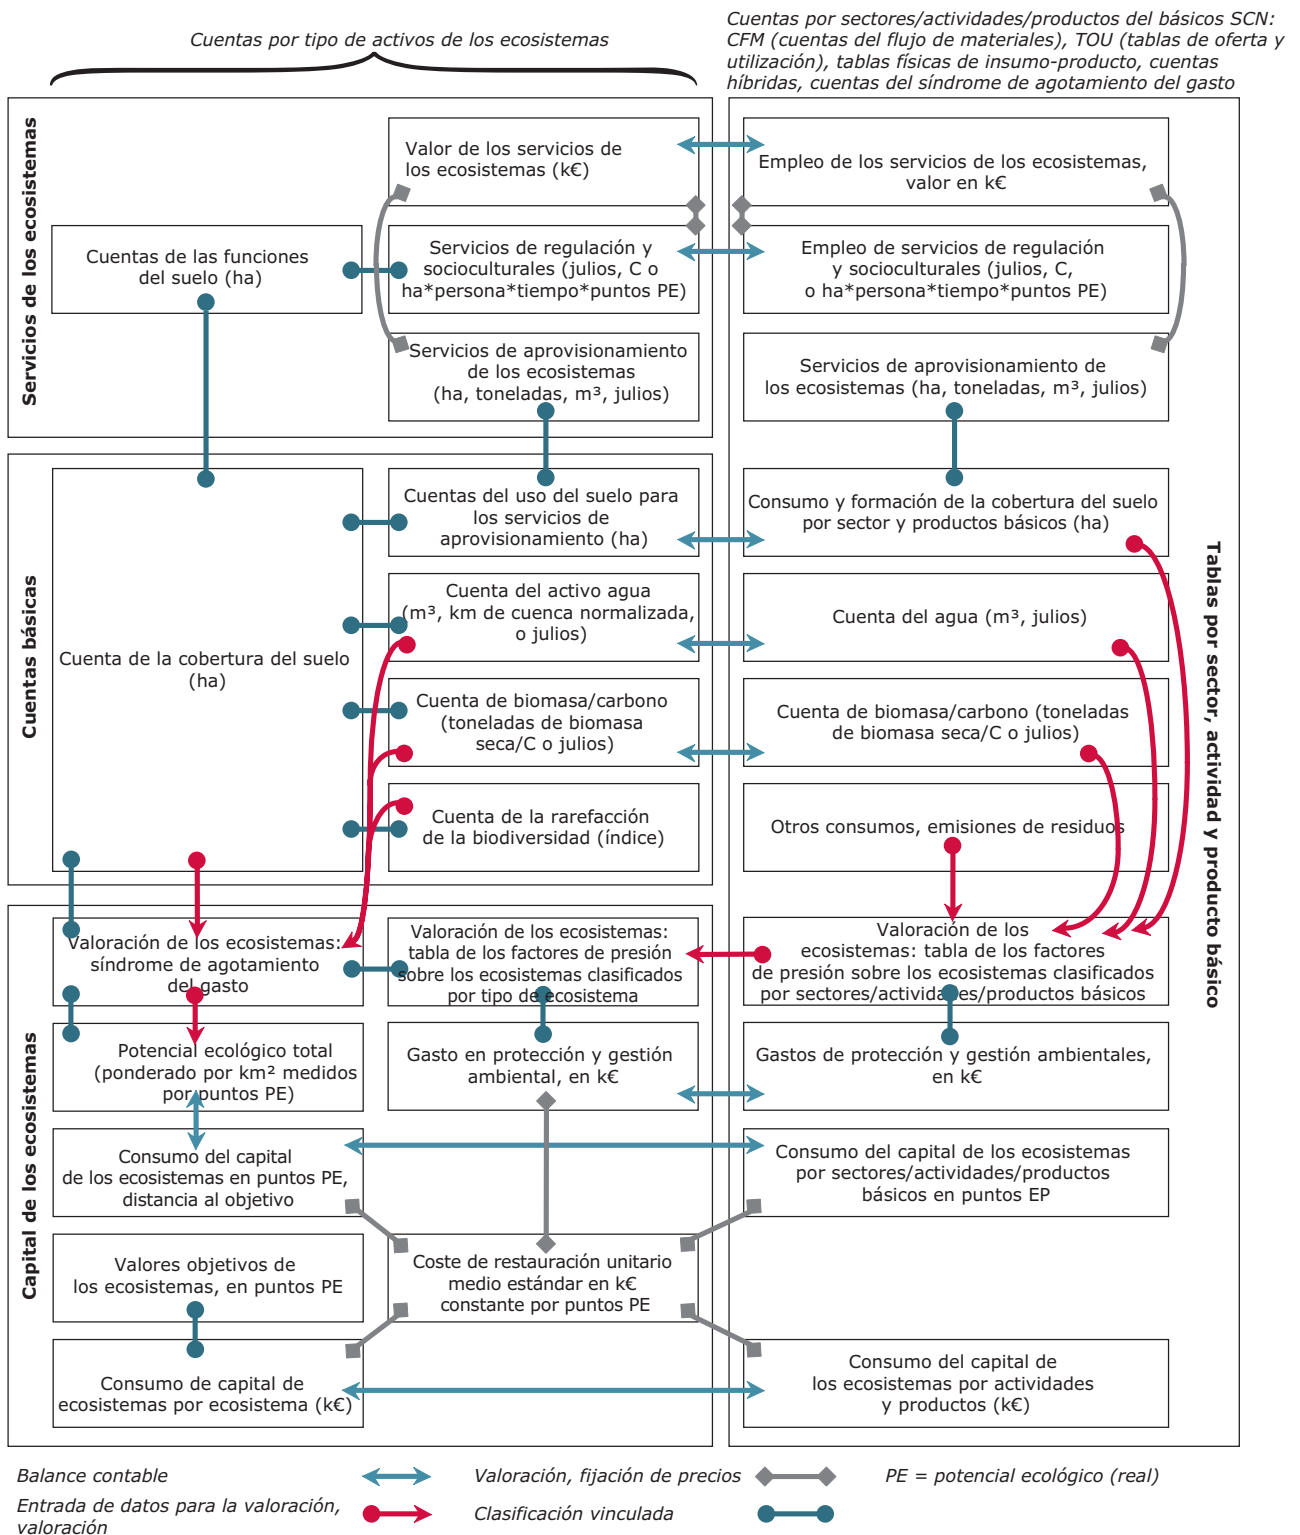 Cuentas por tipo de activos de los ecosistemas
Cuentas por sectores/actividades/productos del básicos SCN:
CFM (cuentas del flujo de materiales), TOU (tablas de oferta y
utilización), tablas físicas de insumo-producto, cuentas
híbridas, cuentas del síndrome de agotamiento del gasto
Servicios de los ecosistemas
Valor de los servicios de
los ecosistemas (k€)
Empleo de los servicios de los ecosistemas,
valor en k€
Cuentas de las funciones
del suelo (ha)
Servicios de regulación y
socioculturales (julios, C o
ha*persona*tiempo*puntos PE)
Empleo de servicios de regulación
y socioculturales (julios, C,
o ha*persona*tiempo*puntos PE)
Servicios de aprovisionamiento
de los ecosistemas
(ha, toneladas, m³, julios)
Servicios de aprovisionamiento de
los ecosistemas (ha, toneladas, m³, julios)
Cuentas básicas
Cuenta de la cobertura del suelo
(ha)
Cuentas del uso del suelo para
los servicios de
aprovisionamiento (ha)
Consumo y formación de la cobertura del suelo
por sector y productos básicos (ha)
Cuenta del activo agua
(m³, km de cuenca normalizada,
o julios)
Cuenta del agua (m³, julios)
Cuenta de biomasa/carbono
(toneladas de biomasa
seca/C o julios)
Cuenta de biomasa/carbono (toneladas
de biomasa seca/C o julios)
Cuenta de la rarefacción
de la biodiversidad (índice)
Otros consumos, emisiones de residuos
Tablas por sector, actividad y producto básico
Capital de los ecosistemas
Valoración de los ecosistemas:
síndrome de agotamiento
del gasto
Valoración de los ecosistemas:
tabla de los factores de presión
sobre los ecosistemas clasificados
por tipo de ecosistema
Valoración de los
ecosistemas: tabla de los factores
de presión sobre los ecosistemas clasificados
por sectores/actividades/productos básicos
Potencial ecológico total
(ponderado por km² medidos
por puntos PE)
Gasto en protección y gestión
ambiental, en k€
Gastos de protección y gestión ambientales,
en k€
Consumo del capital
de los ecosistemas en puntos PE,
distancia al objetivo
Consumo del capital de los ecosistemas
por sectores/actividades/productos
básicos en puntos EP
Valores objetivos de
los ecosistemas, en puntos PE
Coste de restauración unitario
medio estándar en k€
constante por puntos PE
Consumo de capital de
ecosistemas por ecosistema (k€)
Consumo del capital de
los ecosistemas por actividades
y productos (k€)
Balance contable
Valoración, fijación de precios
PE = potencial ecológico (real)
Entrada de datos para la valoración,
valoración
Clasificación vinculada